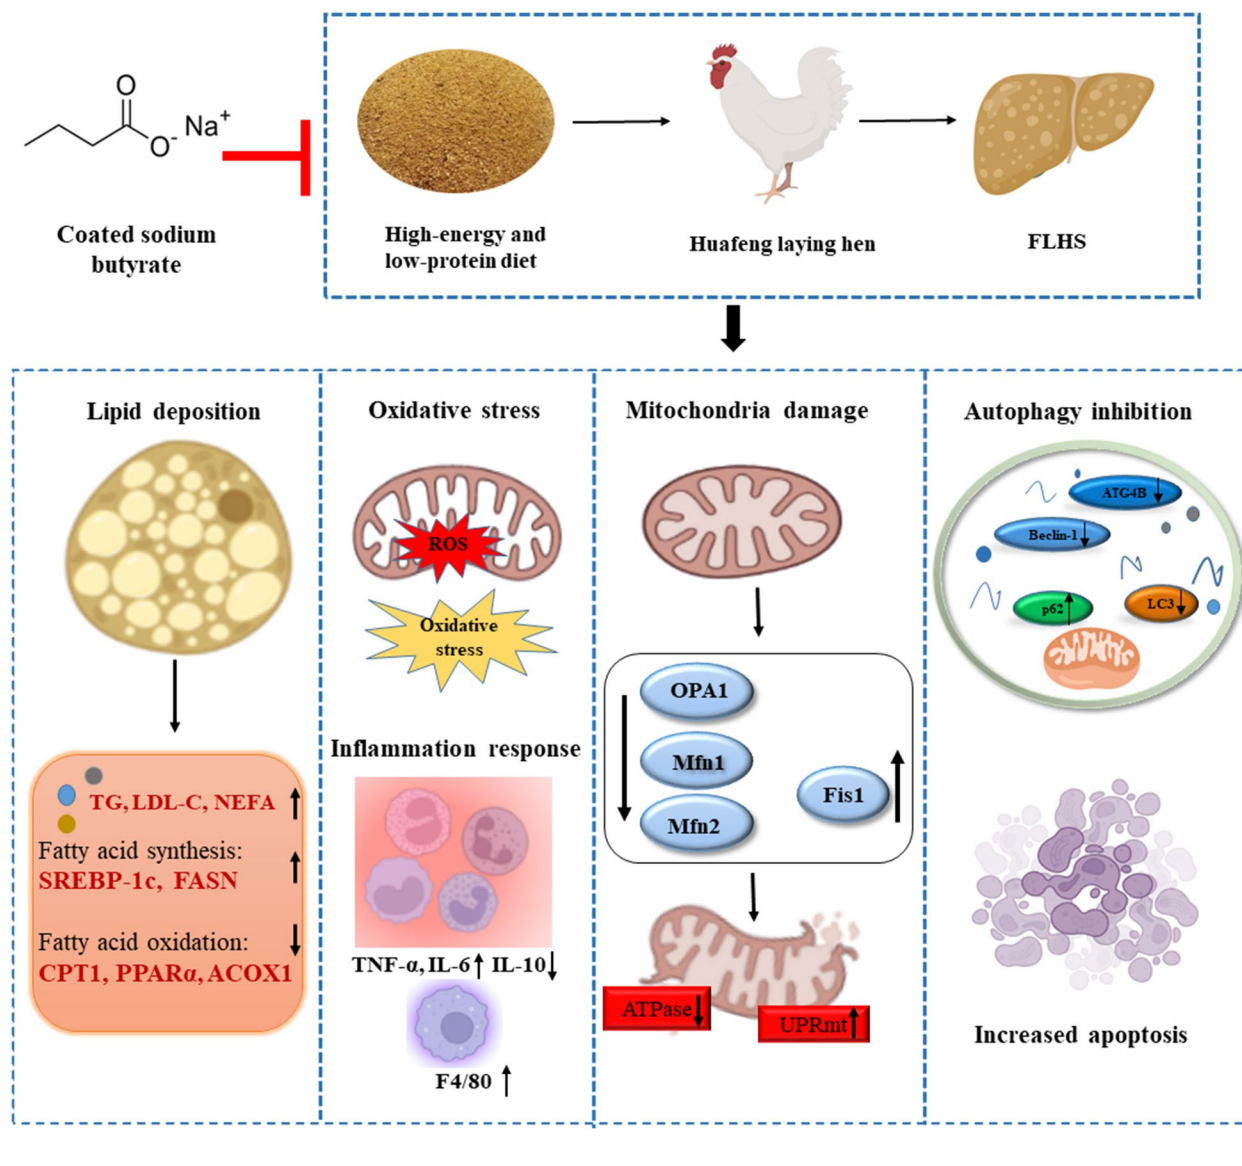 O
O-
Na+
Coated sodium
butyrate
High-energy and
low-protein diet
Huafeng laying hen
FLHS
Lipid deposition
TG, LDL-C, NEFA
Fatty acid synthesis:
SREBP-1c, FASN
Fatty acid oxidation:
CPT1, PPARα, ACOX1
Oxidative stress
ROS
Oxidative
stress
Inflammation response
TNF-α, IL-6 IL-10
F4/80
Mitochondria damage
OPA1
Mfn1
Mfn2
Fis1
ATPase
UPRmt
Autophagy inhibition
ATG4B
Beclin-1
p62
LC3
Increased apoptosis